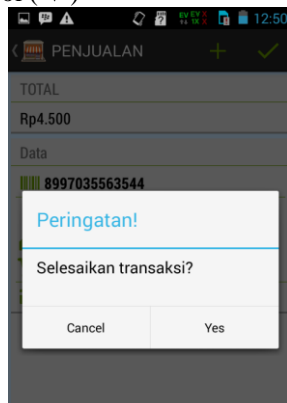 12:50
PENJUALAN
TOTAL
Rp4.500
Data
8997035563544
Peringatan!
Selesaikan transaksi?
Cancel Yes